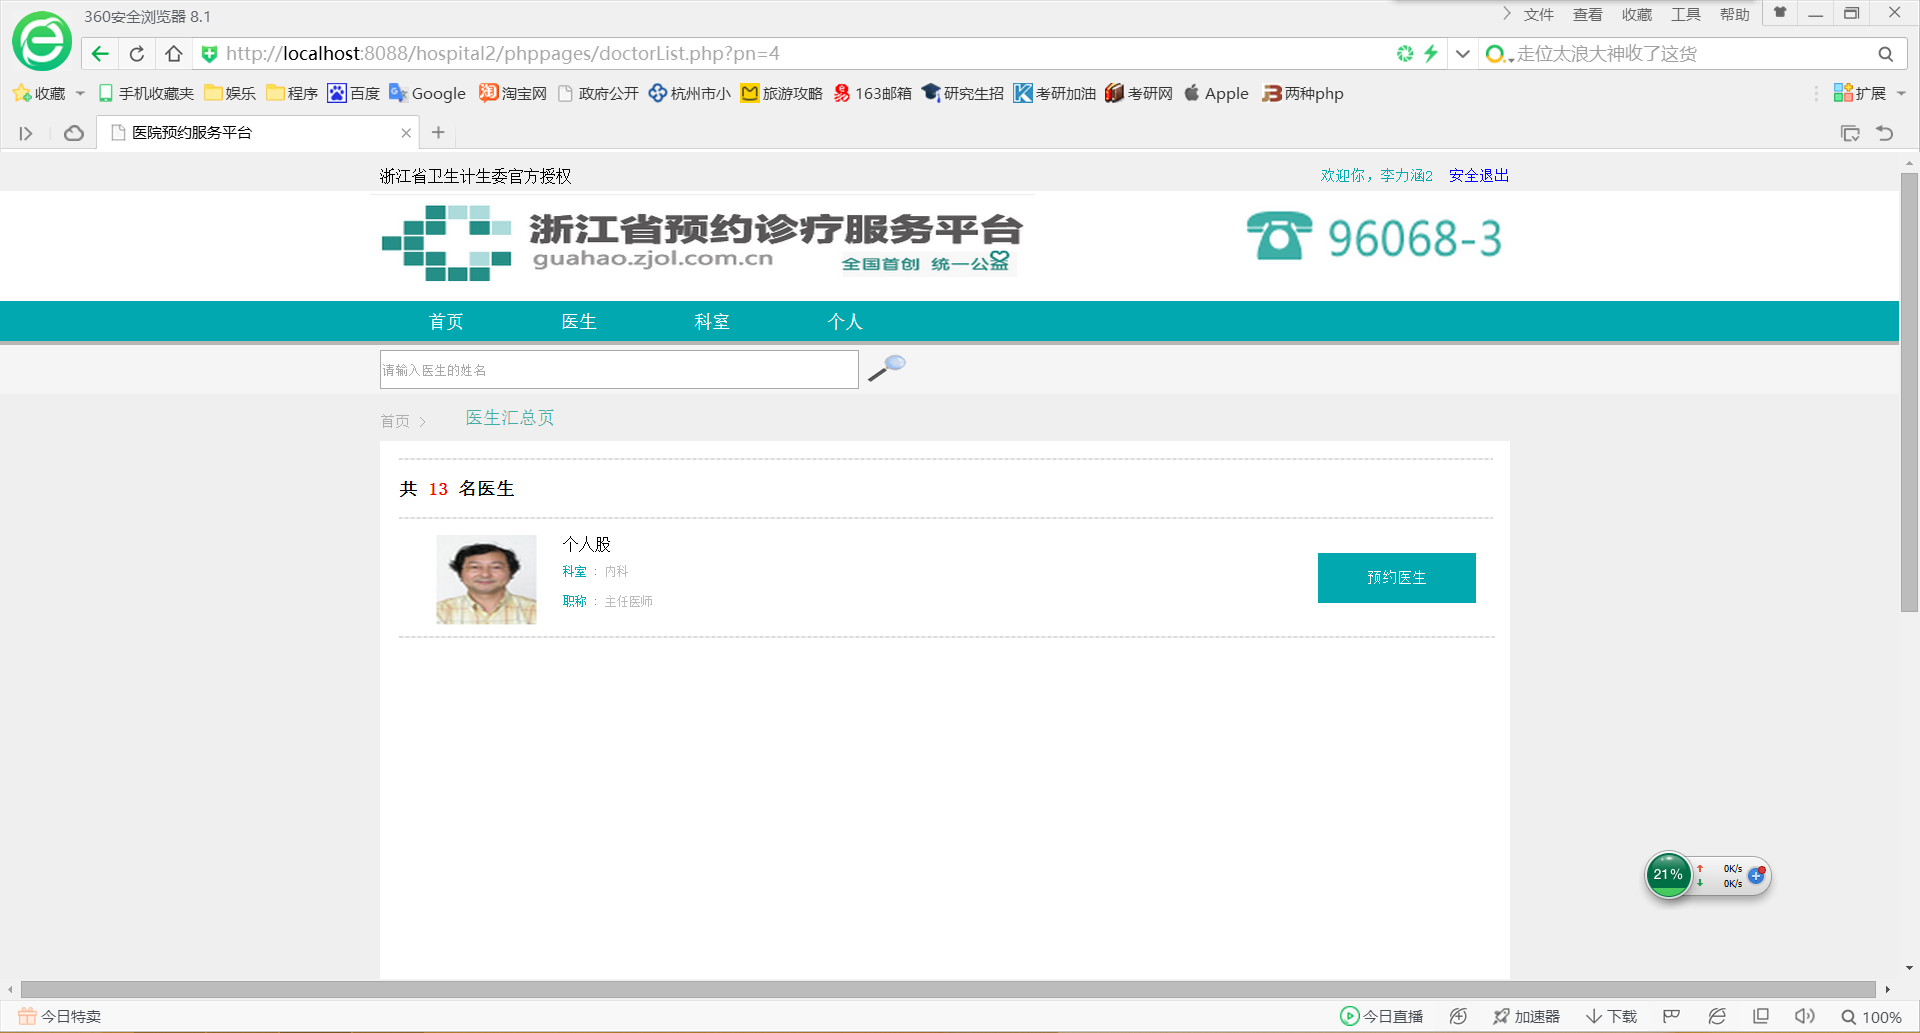 360安全浏览器 8.1
文件 查看 收藏 工具 帮助
http://localhost:8088/hospital2/phppages/doctorList.php?pn=4
走位太浪大神收了这货
收藏 手机收藏夹 娱乐 程序 百度 Google 淘宝网 政府公开 杭州市小 旅游攻略 163邮箱 研究生招 考研加油 考研网 Apple 两种php 扩展
医院预约服务平台
浙江省卫生计生委官方授权
欢迎你，李力涵2 安全退出
浙江省预约诊疗服务平台
guahao.zjol.com.cn
全国首创 统一公益
96068-3
首页 医生 科室 个人
请输入医生的姓名
首页 > 医生汇总页
共 13 名医生
个人股
科室 ： 内科
职称 ： 主任医师
预约医生
21%
0K/s
0K/s
今日特卖
今日直播 加速器 下载 100%